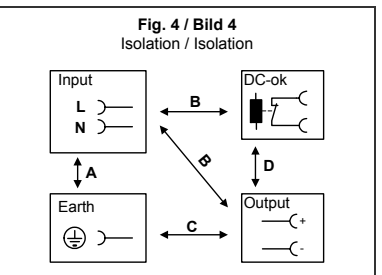 Fig. 4 / Bild 4
Isolation / Isolation
Input
DC-ok
L
N
B
A
B
D
Earth
Output
C
+
-